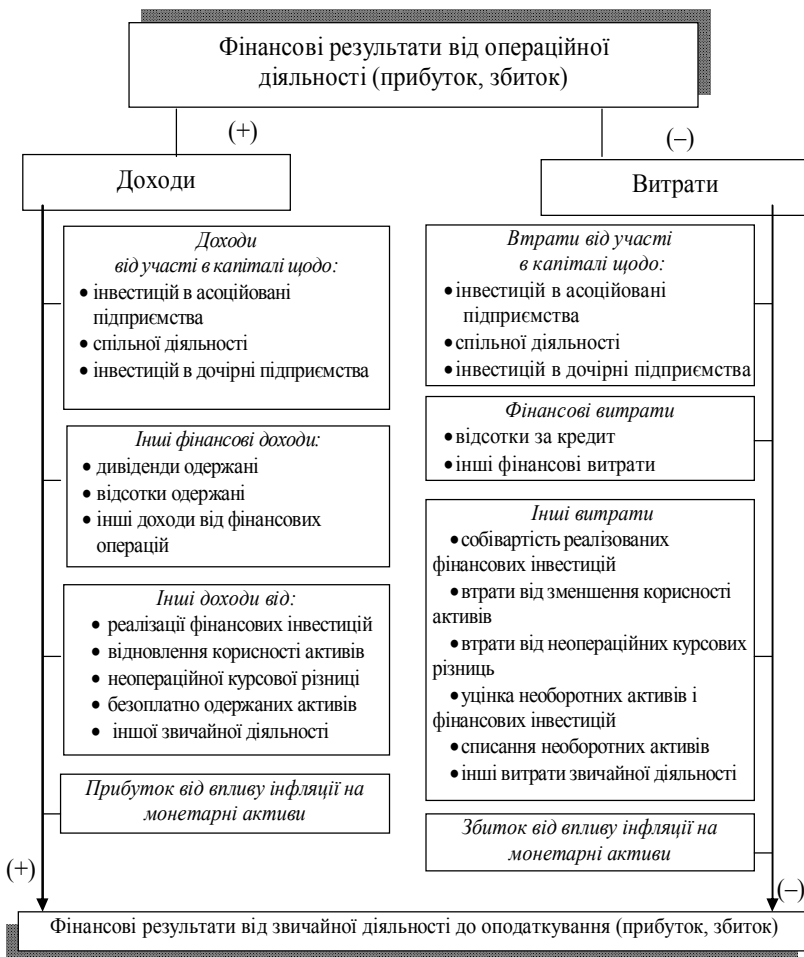 Фінансові результати від операційної
діяльності (прибуток, збиток)
(+)
(–)
Доходи
Витрати
Доходи
від участі в капіталі щодо:
• інвестицій в асоційовані
підприємства
• спільної діяльності
• інвестицій в дочірні підприємства
Інші фінансові доходи:
• дивіденди одержані
• відсотки одержані
• інші доходи від фінансових
операцій
Інші доходи від:
• реалізації фінансових інвестицій
• відновлення корисності активів
• неопераційної курсової різниці
• безоплатно одержаних активів
• іншої звичайної діяльності
Прибуток від впливу інфляції на
монетарні активи
Втрати від участі
в капіталі щодо:
• інвестицій в асоційовані
підприємства
• спільної діяльності
• інвестицій в дочірні підприємства
Фінансові витрати
• відсотки за кредит
• інші фінансові витрати
Інші витрати
• собівартість реалізованих
фінансових інвестицій
• втрати від зменшення корисності
активів
• втрати від неопераційних курсових
різниць
• уцінка необоротних активів і
фінансових інвестицій
• списання необоротних активів
• інші витрати звичайної діяльності
Збиток від впливу інфляції на
монетарні активи
(+)
(–)
Фінансові результати від звичайної діяльності до оподаткування (прибуток, збиток)